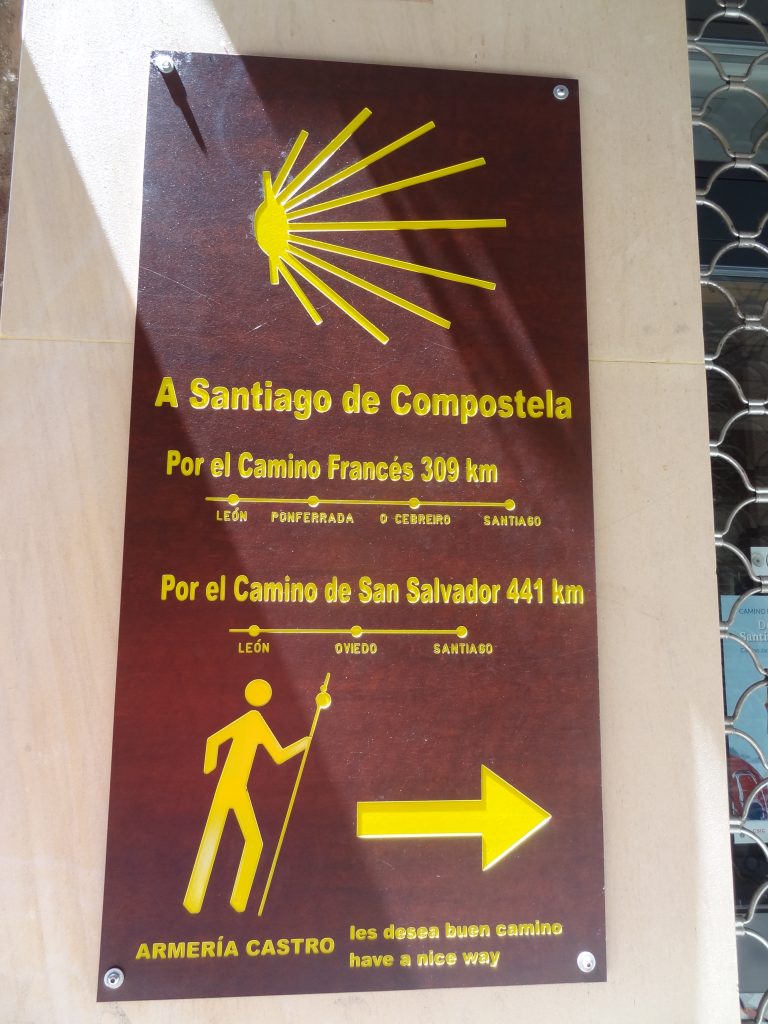 A Santiago de Compostela
Por el Camino Francés 309 km
LEÓN PONFERRADA O CEBREIRO SANTIAGO
Por el Camino de San Salvador 441 km
LEÓN OVIEDO SANTIAGO
ARMERÍA CASTRO
les desea buen camino
have a nice way
CAMINO